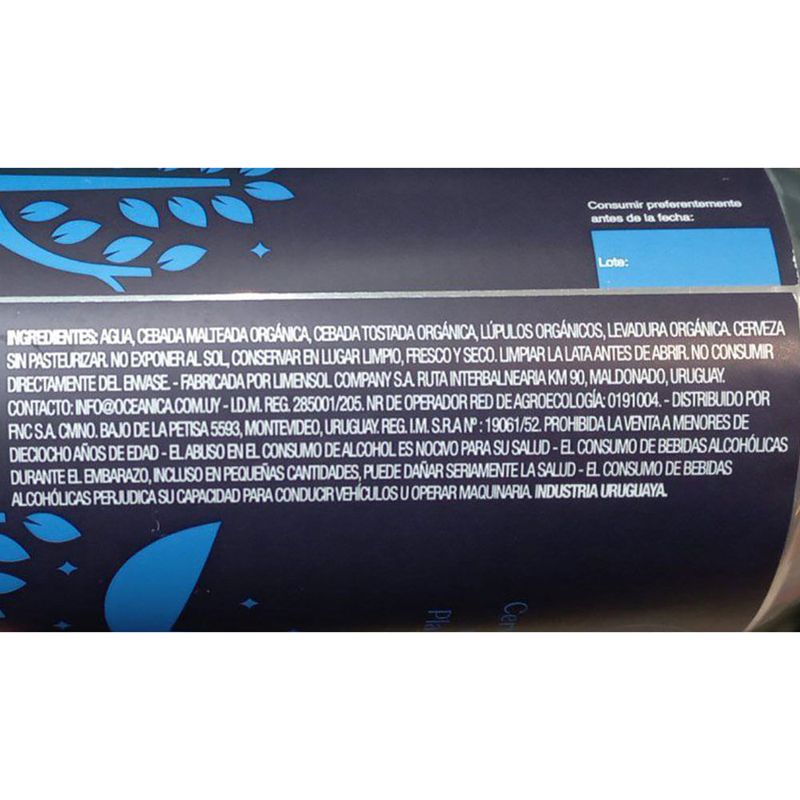 Consumir preferentemente
antes de la fecha:
Lote:
INGREDIENTES: AGUA, CEBADA MALTEADA ORGÁNICA, CEBADA TOSTADA ORGÁNICA, LÚPULOS ORGÁNICOS, LEVADURA ORGÁNICA. CERVEZA
SIN PASTEURIZAR. NO EXPONER AL SOL, CONSERVAR EN LUGAR LIMPIO, FRESCO Y SECO. LIMPIAR LA LATA ANTES DE ABRIR. NO CONSUMIR
DIRECTAMENTE DEL ENVASE. - FABRICADA POR LIMENSOL COMPANY S.A. RUTA INTERBALNEARIA KM 90, MALDONADO, URUGUAY.
CONTACTO: INFO@OCEANICA.COM.UY - I.D.M. REG. 285001/205. NR DE OPERADOR RED DE AGROECOLOGÍA: 0191004. - DISTRIBUIDO POR
FNC S.A. CMNO. BAJO DE LA PETISA 5593, MONTEVIDEO, URUGUAY. REG. I.M. S.R.A Nº : 19061/52. PROHIBIDA LA VENTA A MENORES DE
DIECIOCHO AÑOS DE EDAD - EL ABUSO EN EL CONSUMO DE ALCOHOL ES NOCIVO PARA SU SALUD - EL CONSUMO DE BEBIDAS ALCOHÓLICAS
DURANTE EL EMBARAZO, INCLUSO EN PEQUEÑAS CANTIDADES, PUEDE DAÑAR SERIAMENTE LA SALUD - EL CONSUMO DE BEBIDAS
ALCOHÓLICAS PERJUDICA SU CAPACIDAD PARA CONDUCIR VEHÍCULOS U OPERAR MAQUINARIA. INDUSTRIA URUGUAYA.